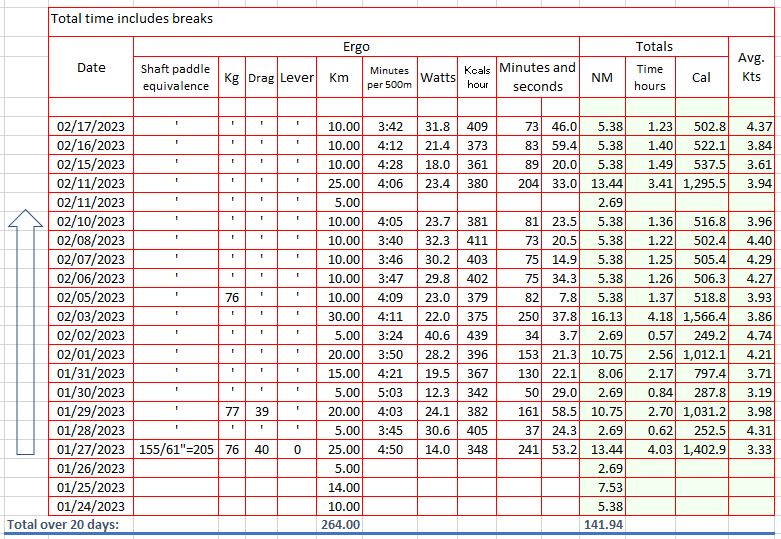 Total time includes breaks
Ergo Totals
Date Shaft paddle equivalence Kg Drag Lever Km Minutes per 500m Watts Kcals hour Minutes and seconds NM Time hours Cal Avg. Kts
02/17/2023 ' ' ' ' 10.00 3:42 31.8 409 73 46.0 5.38 1.23 502.8 4.37
02/16/2023 ' ' ' ' 10.00 4:12 21.4 373 83 59.4 5.38 1.40 522.1 3.84
02/15/2023 ' ' ' ' 10.00 4:28 18.0 361 89 20.0 5.38 1.49 537.5 3.61
02/11/2023 ' ' ' ' 25.00 4:06 23.4 380 204 33.0 13.44 3.41 1,295.5 3.94
02/11/2023 ' ' ' ' 5.00 2.69
02/10/2023 ' ' ' ' 10.00 4:05 23.7 381 81 23.5 5.38 1.36 516.8 3.96
02/08/2023 ' ' ' ' 10.00 3:40 32.3 411 73 20.5 5.38 1.22 502.4 4.40
02/07/2023 ' ' ' ' 10.00 3:46 30.2 403 75 14.9 5.38 1.25 505.4 4.29
02/06/2023 ' ' ' ' 10.00 3:47 29.8 402 75 34.3 5.38 1.26 506.3 4.27
02/05/2023 ' 76 ' ' 10.00 4:09 23.0 379 82 7.8 5.38 1.37 518.8 3.93
02/03/2023 ' ' ' ' 30.00 4:11 22.0 375 250 37.8 16.13 4.18 1,566.4 3.86
02/02/2023 ' ' ' ' 5.00 3:24 40.6 439 34 3.7 2.69 0.57 249.2 4.74
02/01/2023 ' ' ' ' 20.00 3:50 28.2 396 153 21.3 10.75 2.56 1,012.1 4.21
01/31/2023 ' ' ' ' 15.00 4:21 19.5 367 130 22.1 8.06 2.17 797.4 3.71
01/30/2023 ' ' ' ' 5.00 5:03 12.3 342 50 29.0 2.69 0.84 287.8 3.19
01/29/2023 ' 77 39 ' 20.00 4:03 24.1 382 161 58.5 10.75 2.70 1,031.2 3.98
01/28/2023 ' ' ' ' 5.00 3:45 30.6 405 37 24.3 2.69 0.62 252.5 4.31
01/27/2023 155/61"=205 76 40 0 25.00 4:50 14.0 348 241 53.2 13.44 4.03 1,402.9 3.33
01/26/2023 5.00 2.69
01/25/2023 14.00 7.53
01/24/2023 10.00 5.38
Total over 20 days: 264.00 141.94